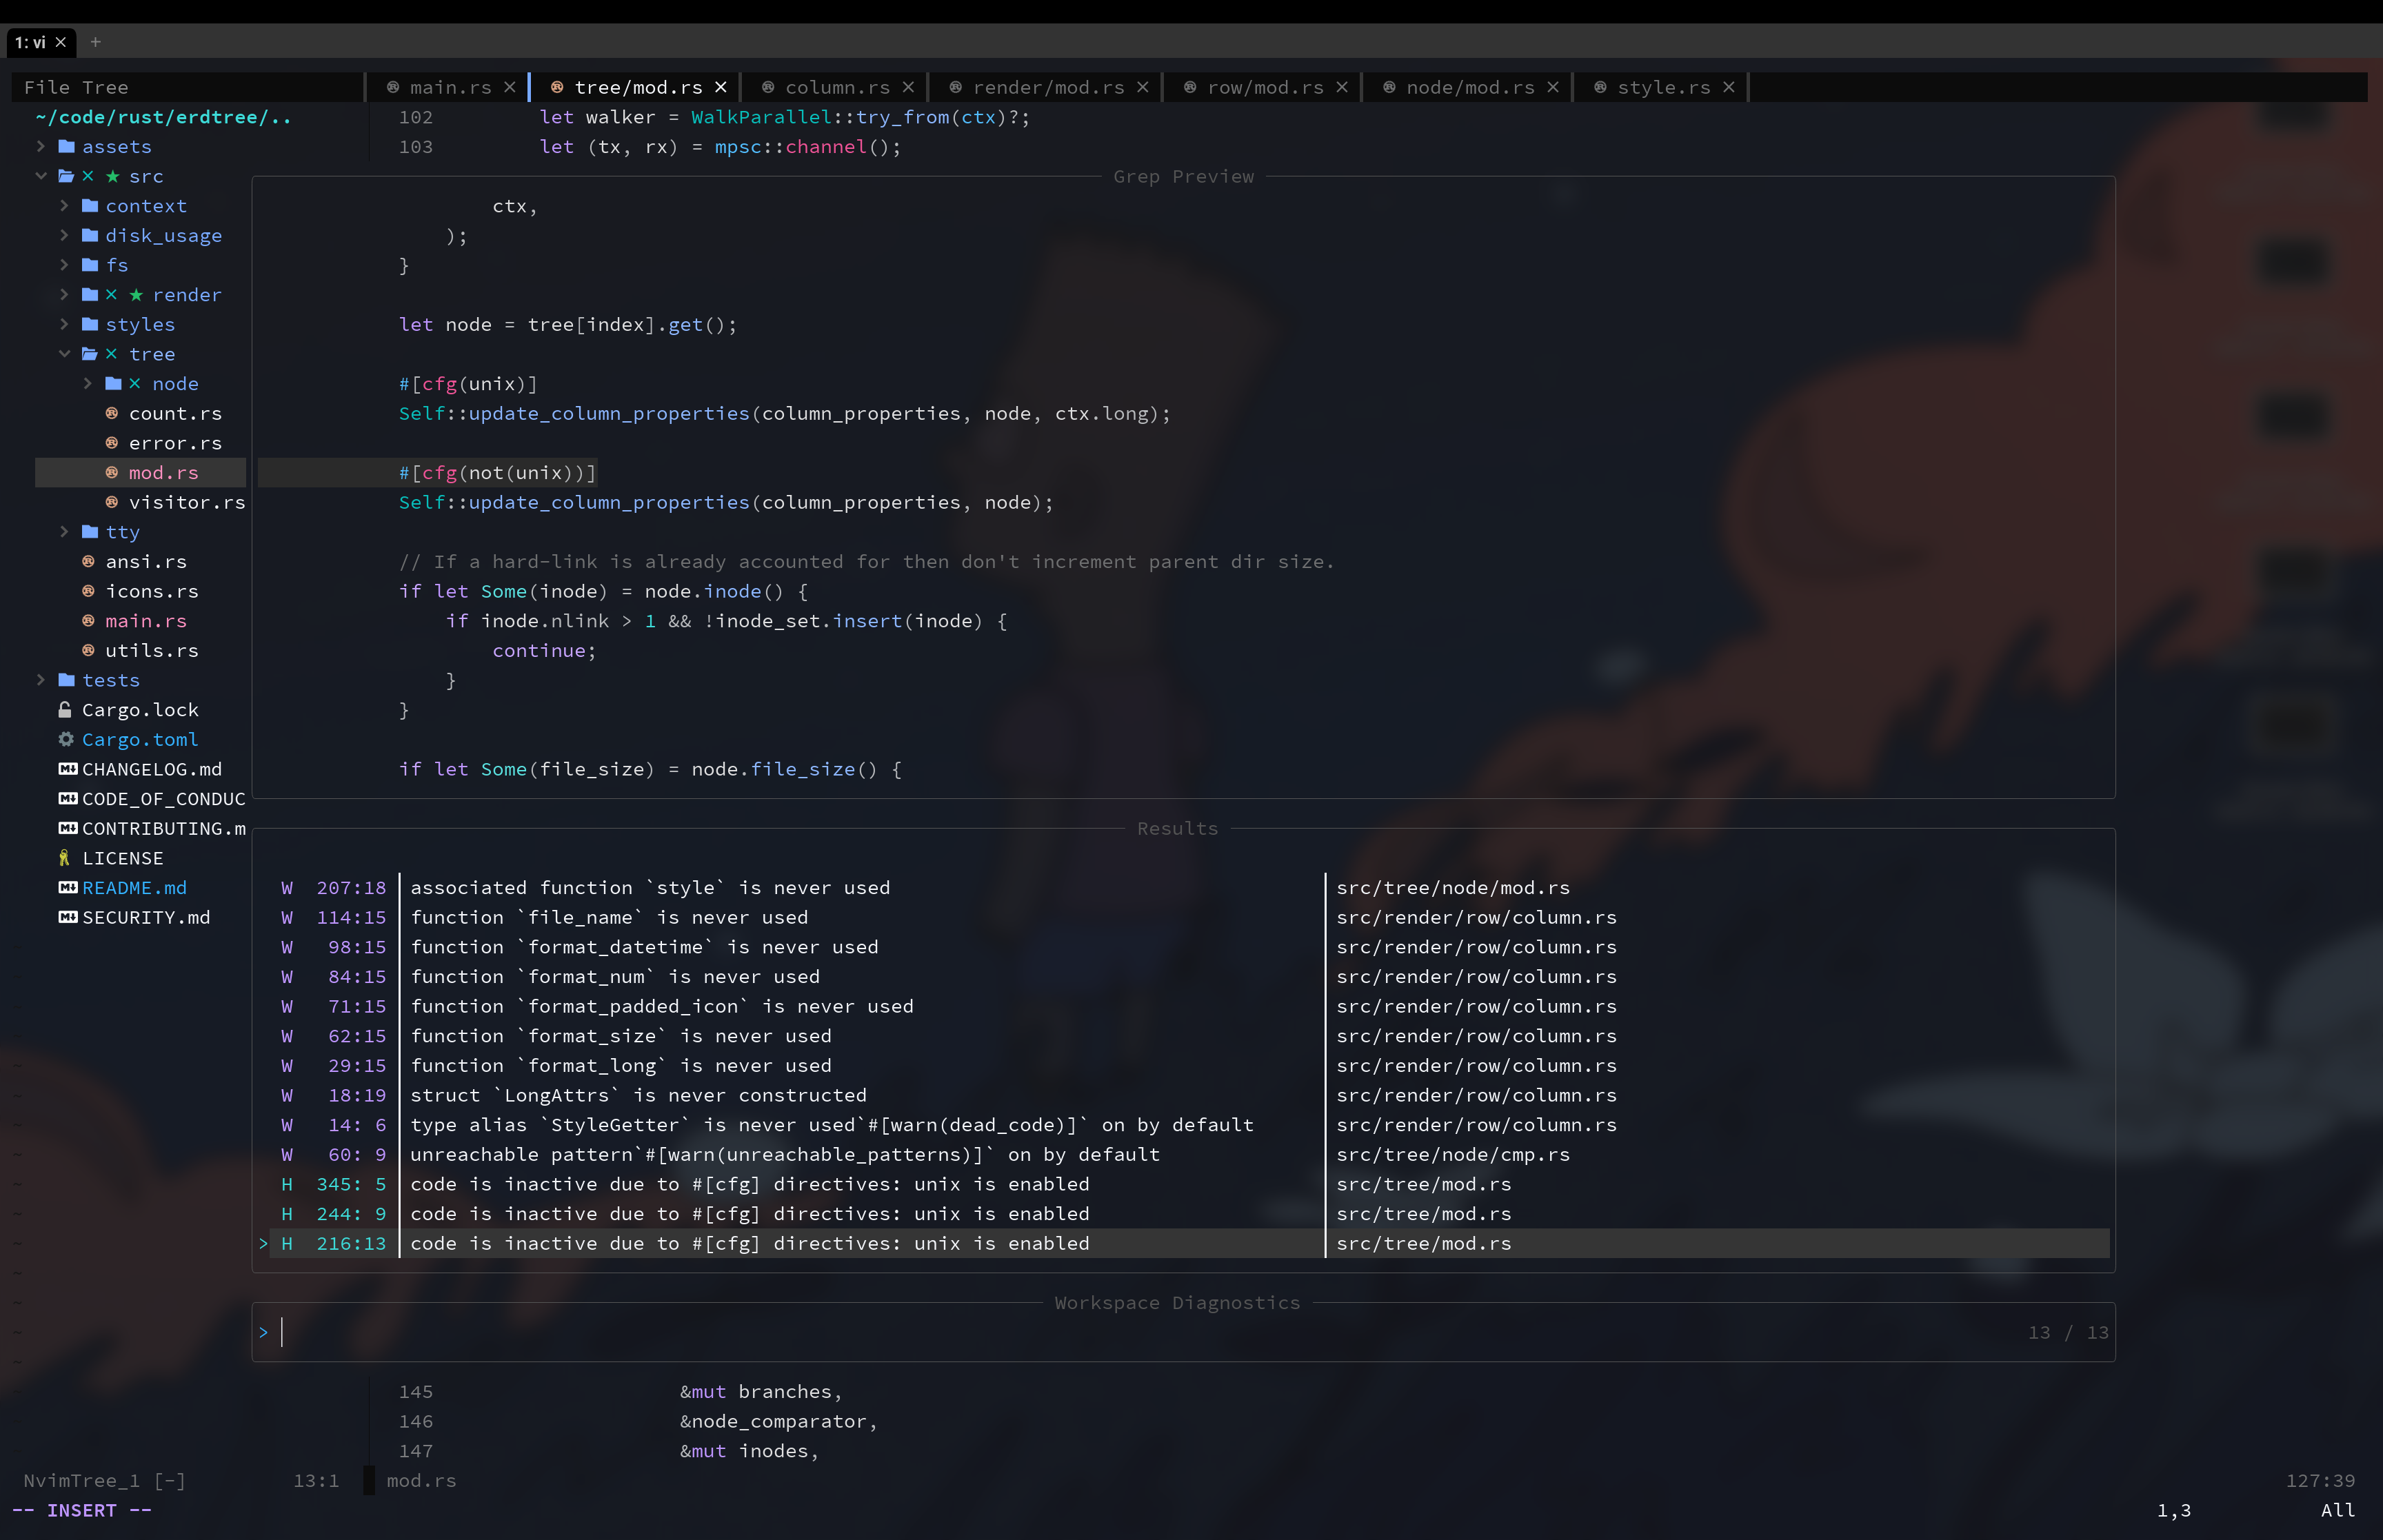 1: vi × +
File Tree
main.rs × tree/mod.rs × column.rs × render/mod.rs × row/mod.rs × node/mod.rs × style.rs ×
~/code/rust/erdtree/..
assets
src
context
disk_usage
fs
render
styles
tree
node
count.rs
error.rs
mod.rs
visitor.rs
tty
ansi.rs
icons.rs
main.rs
utils.rs
tests
Cargo.lock
Cargo.toml
CHANGELOG.md
CODE_OF_CONDUC
CONTRIBUTING.m
LICENSE
README.md
SECURITY.md
102 let walker = WalkParallel::try_from(ctx)?;
103 let (tx, rx) = mpsc::channel();
Grep Preview
ctx,
);
}
let node = tree[index].get();
#[cfg(unix)]
Self::update_column_properties(column_properties, node, ctx.long);
#[cfg(not(unix))]
Self::update_column_properties(column_properties, node);
// If a hard-link is already accounted for then don't increment parent dir size.
if let Some(inode) = node.inode() {
if inode.nlink > 1 && !inode_set.insert(inode) {
continue;
}
}
if let Some(file_size) = node.file_size() {
Results
W 207:18 associated function `style` is never used src/tree/node/mod.rs
W 114:15 function `file_name` is never used src/render/row/column.rs
W 98:15 function `format_datetime` is never used src/render/row/column.rs
W 84:15 function `format_num` is never used src/render/row/column.rs
W 71:15 function `format_padded_icon` is never used src/render/row/column.rs
W 62:15 function `format_size` is never used src/render/row/column.rs
W 29:15 function `format_long` is never used src/render/row/column.rs
W 18:19 struct `LongAttrs` is never constructed src/render/row/column.rs
W 14: 6 type alias `StyleGetter` is never used`#[warn(dead_code)]` on by default src/render/row/column.rs
W 60: 9 unreachable pattern`#[warn(unreachable_patterns)]` on by default src/tree/node/cmp.rs
H 345: 5 code is inactive due to #[cfg] directives: unix is enabled src/tree/mod.rs
H 244: 9 code is inactive due to #[cfg] directives: unix is enabled src/tree/mod.rs
> H 216:13 code is inactive due to #[cfg] directives: unix is enabled src/tree/mod.rs
Workspace Diagnostics
> 13 / 13
145 &mut branches,
146 &node_comparator,
147 &mut inodes,
NvimTree_1 [-] 13:1 mod.rs 127:39
-- INSERT -- 1,3 All